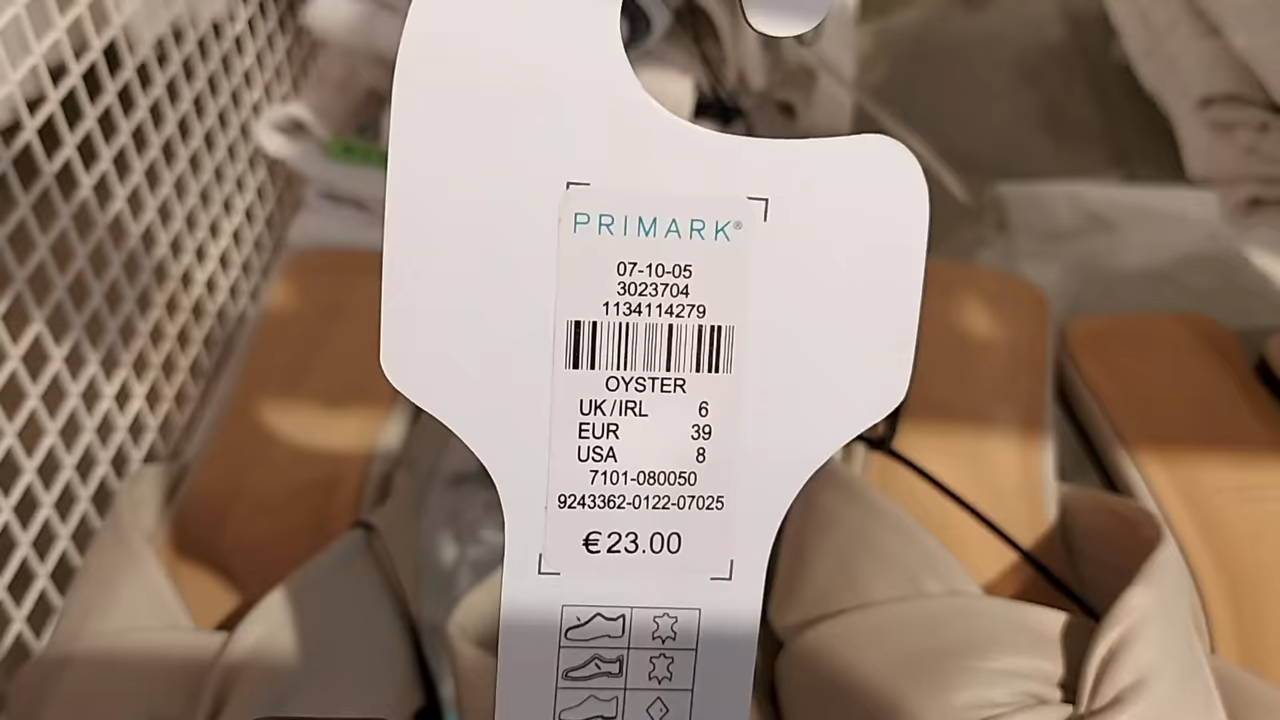 PRIMARK®
07-10-05
3023704
1134114279
OYSTER
UK/IRL 6
EUR 39
USA 8
7101-080050
9243362-0122-07025
€23.00